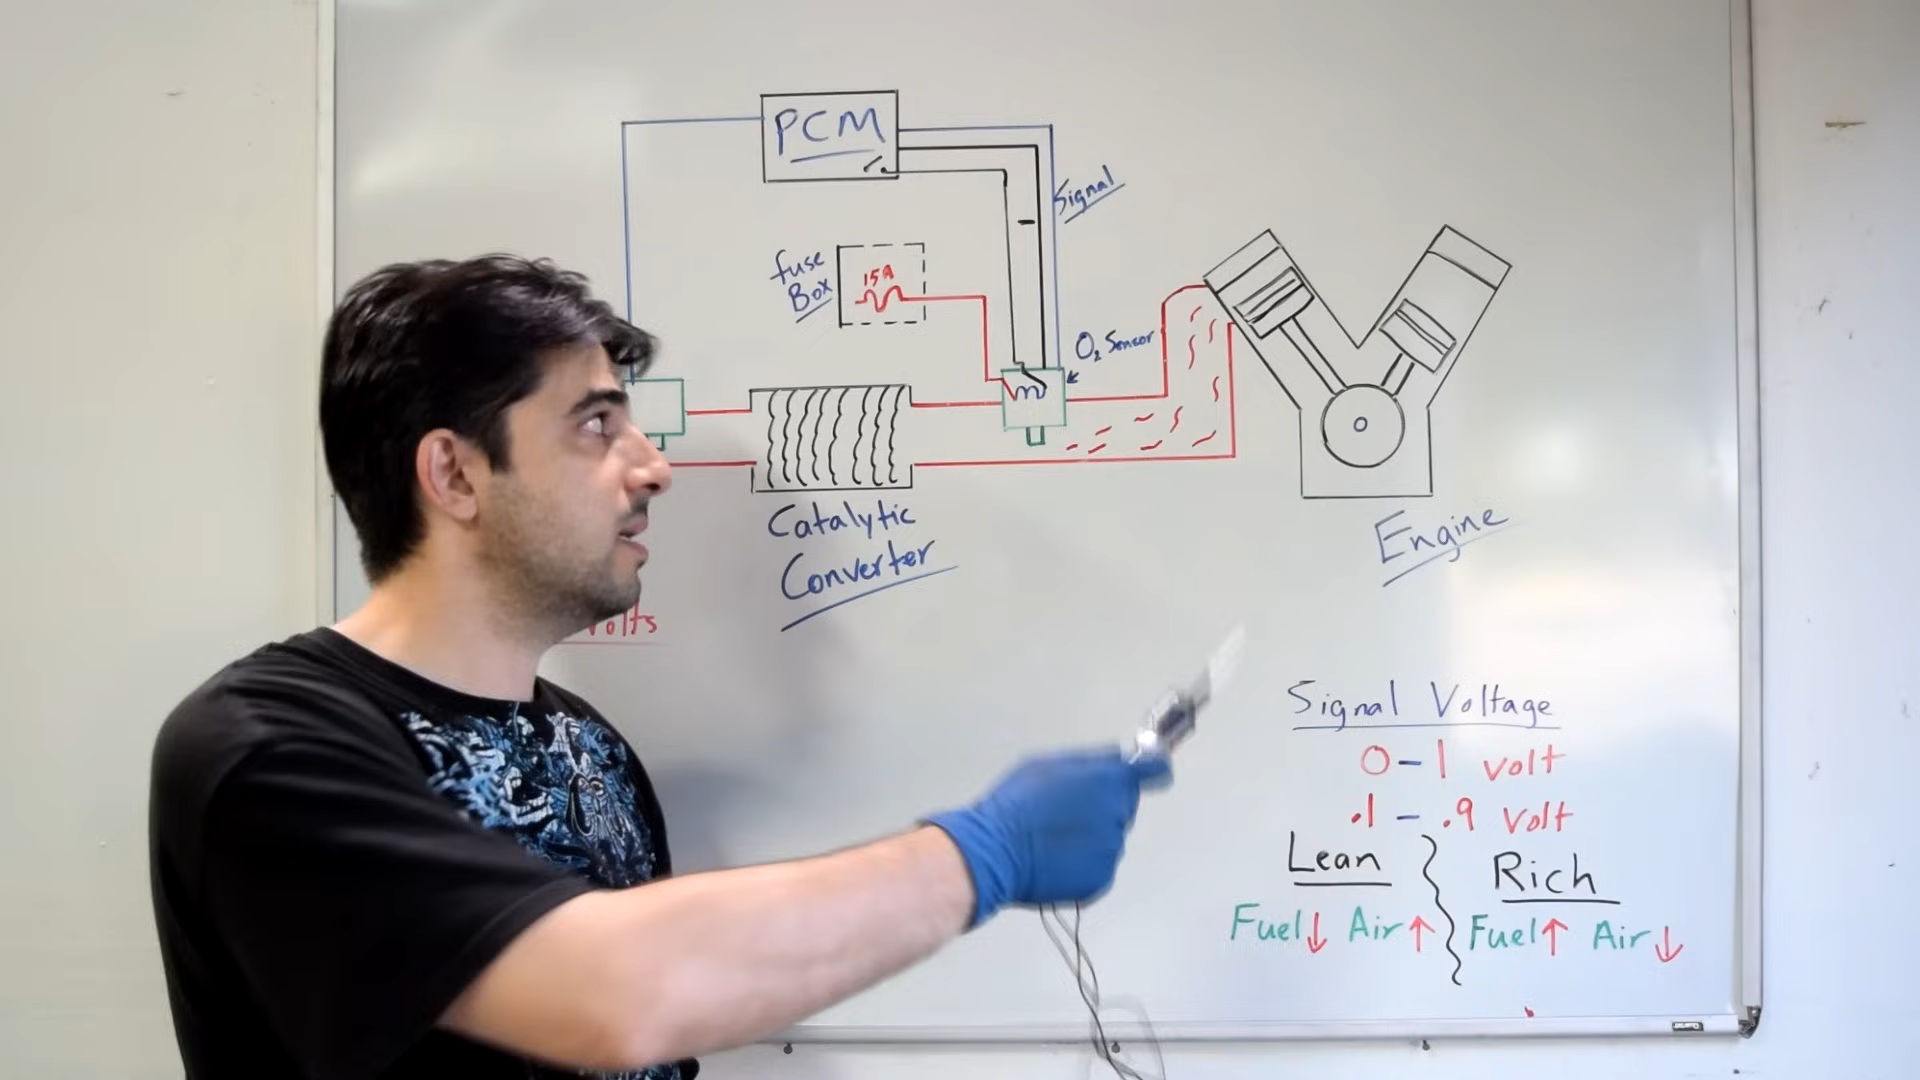 PCM
Signal
fuse
Box
15A
O2 Sensor
Catalytic
Converter
Engine
volts
Signal Voltage
0 - 1 volt
.1 - .9 volt
Lean
Rich
Fuel↓ Air↑
Fuel↑ Air↓